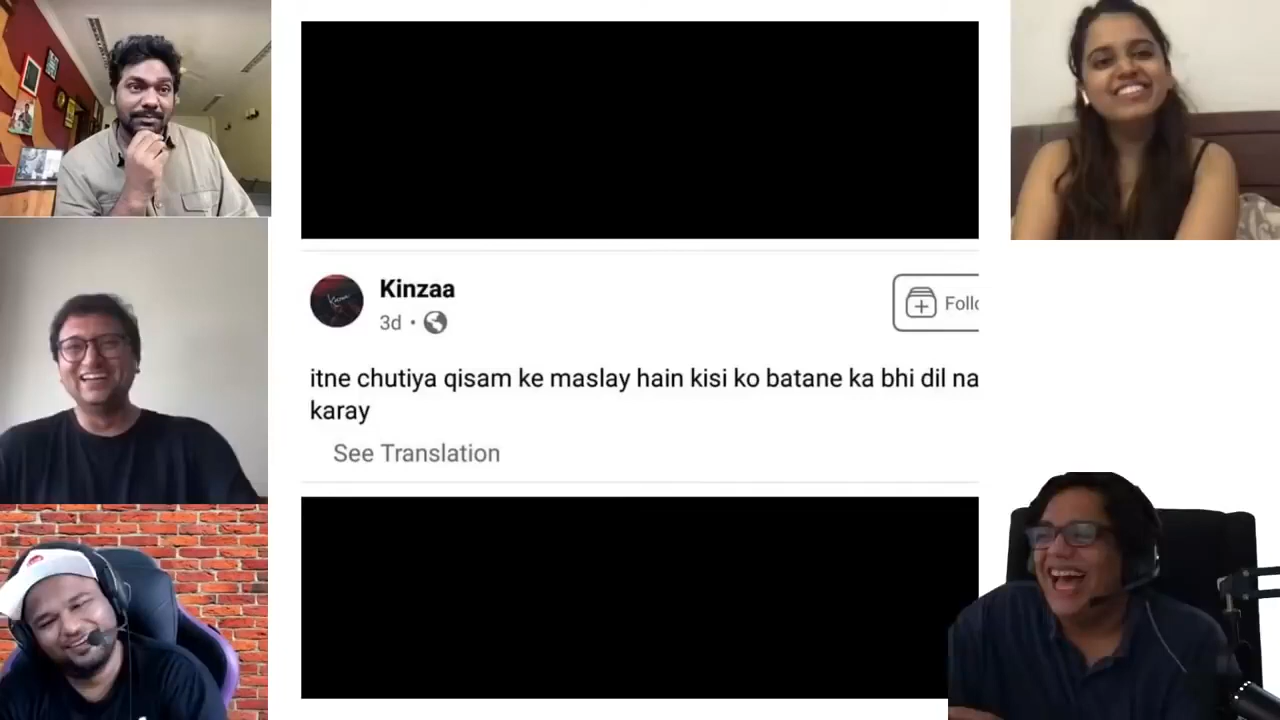 Kinzaa
3d ·
Follo
itne chutiya qisam ke maslay hain kisi ko batane ka bhi dil na
karay
See Translation